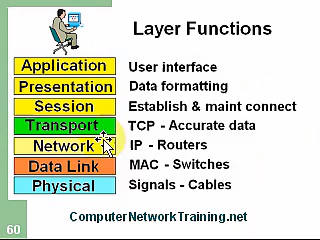 Layer Functions
Application User interface
Presentation Data formatting
Session Establish & maint connect
Transport TCP - Accurate data
Network IP - Routers
Data Link MAC - Switches
Physical Signals - Cables
ComputerNetworkTraining.net
60